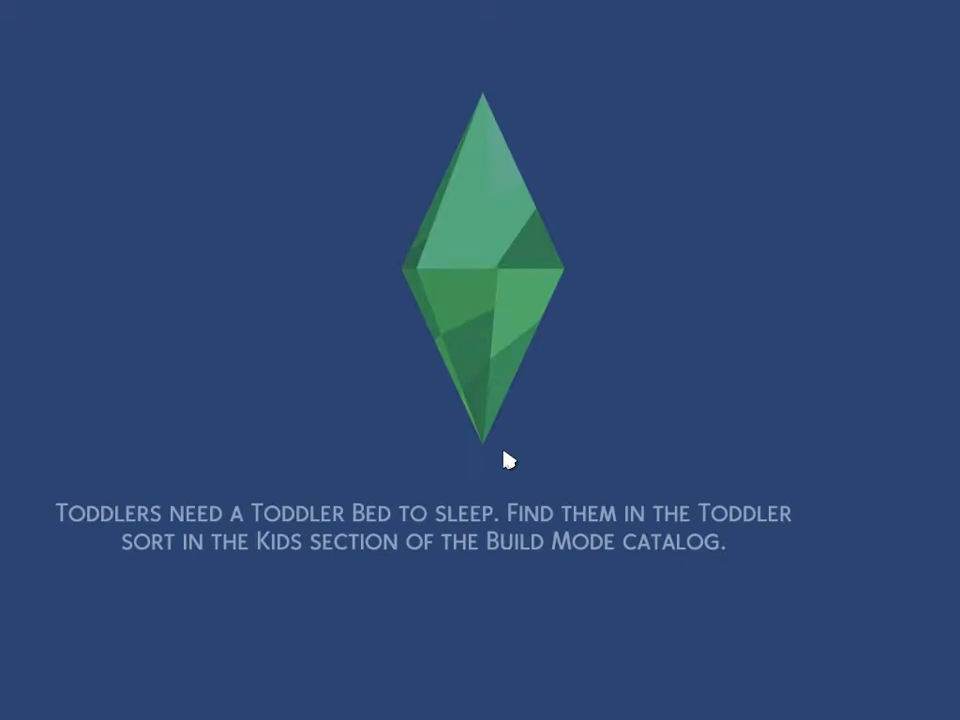 Toddlers need a Toddler Bed to sleep. Find them in the Toddler
sort in the Kids section of the Build Mode catalog.